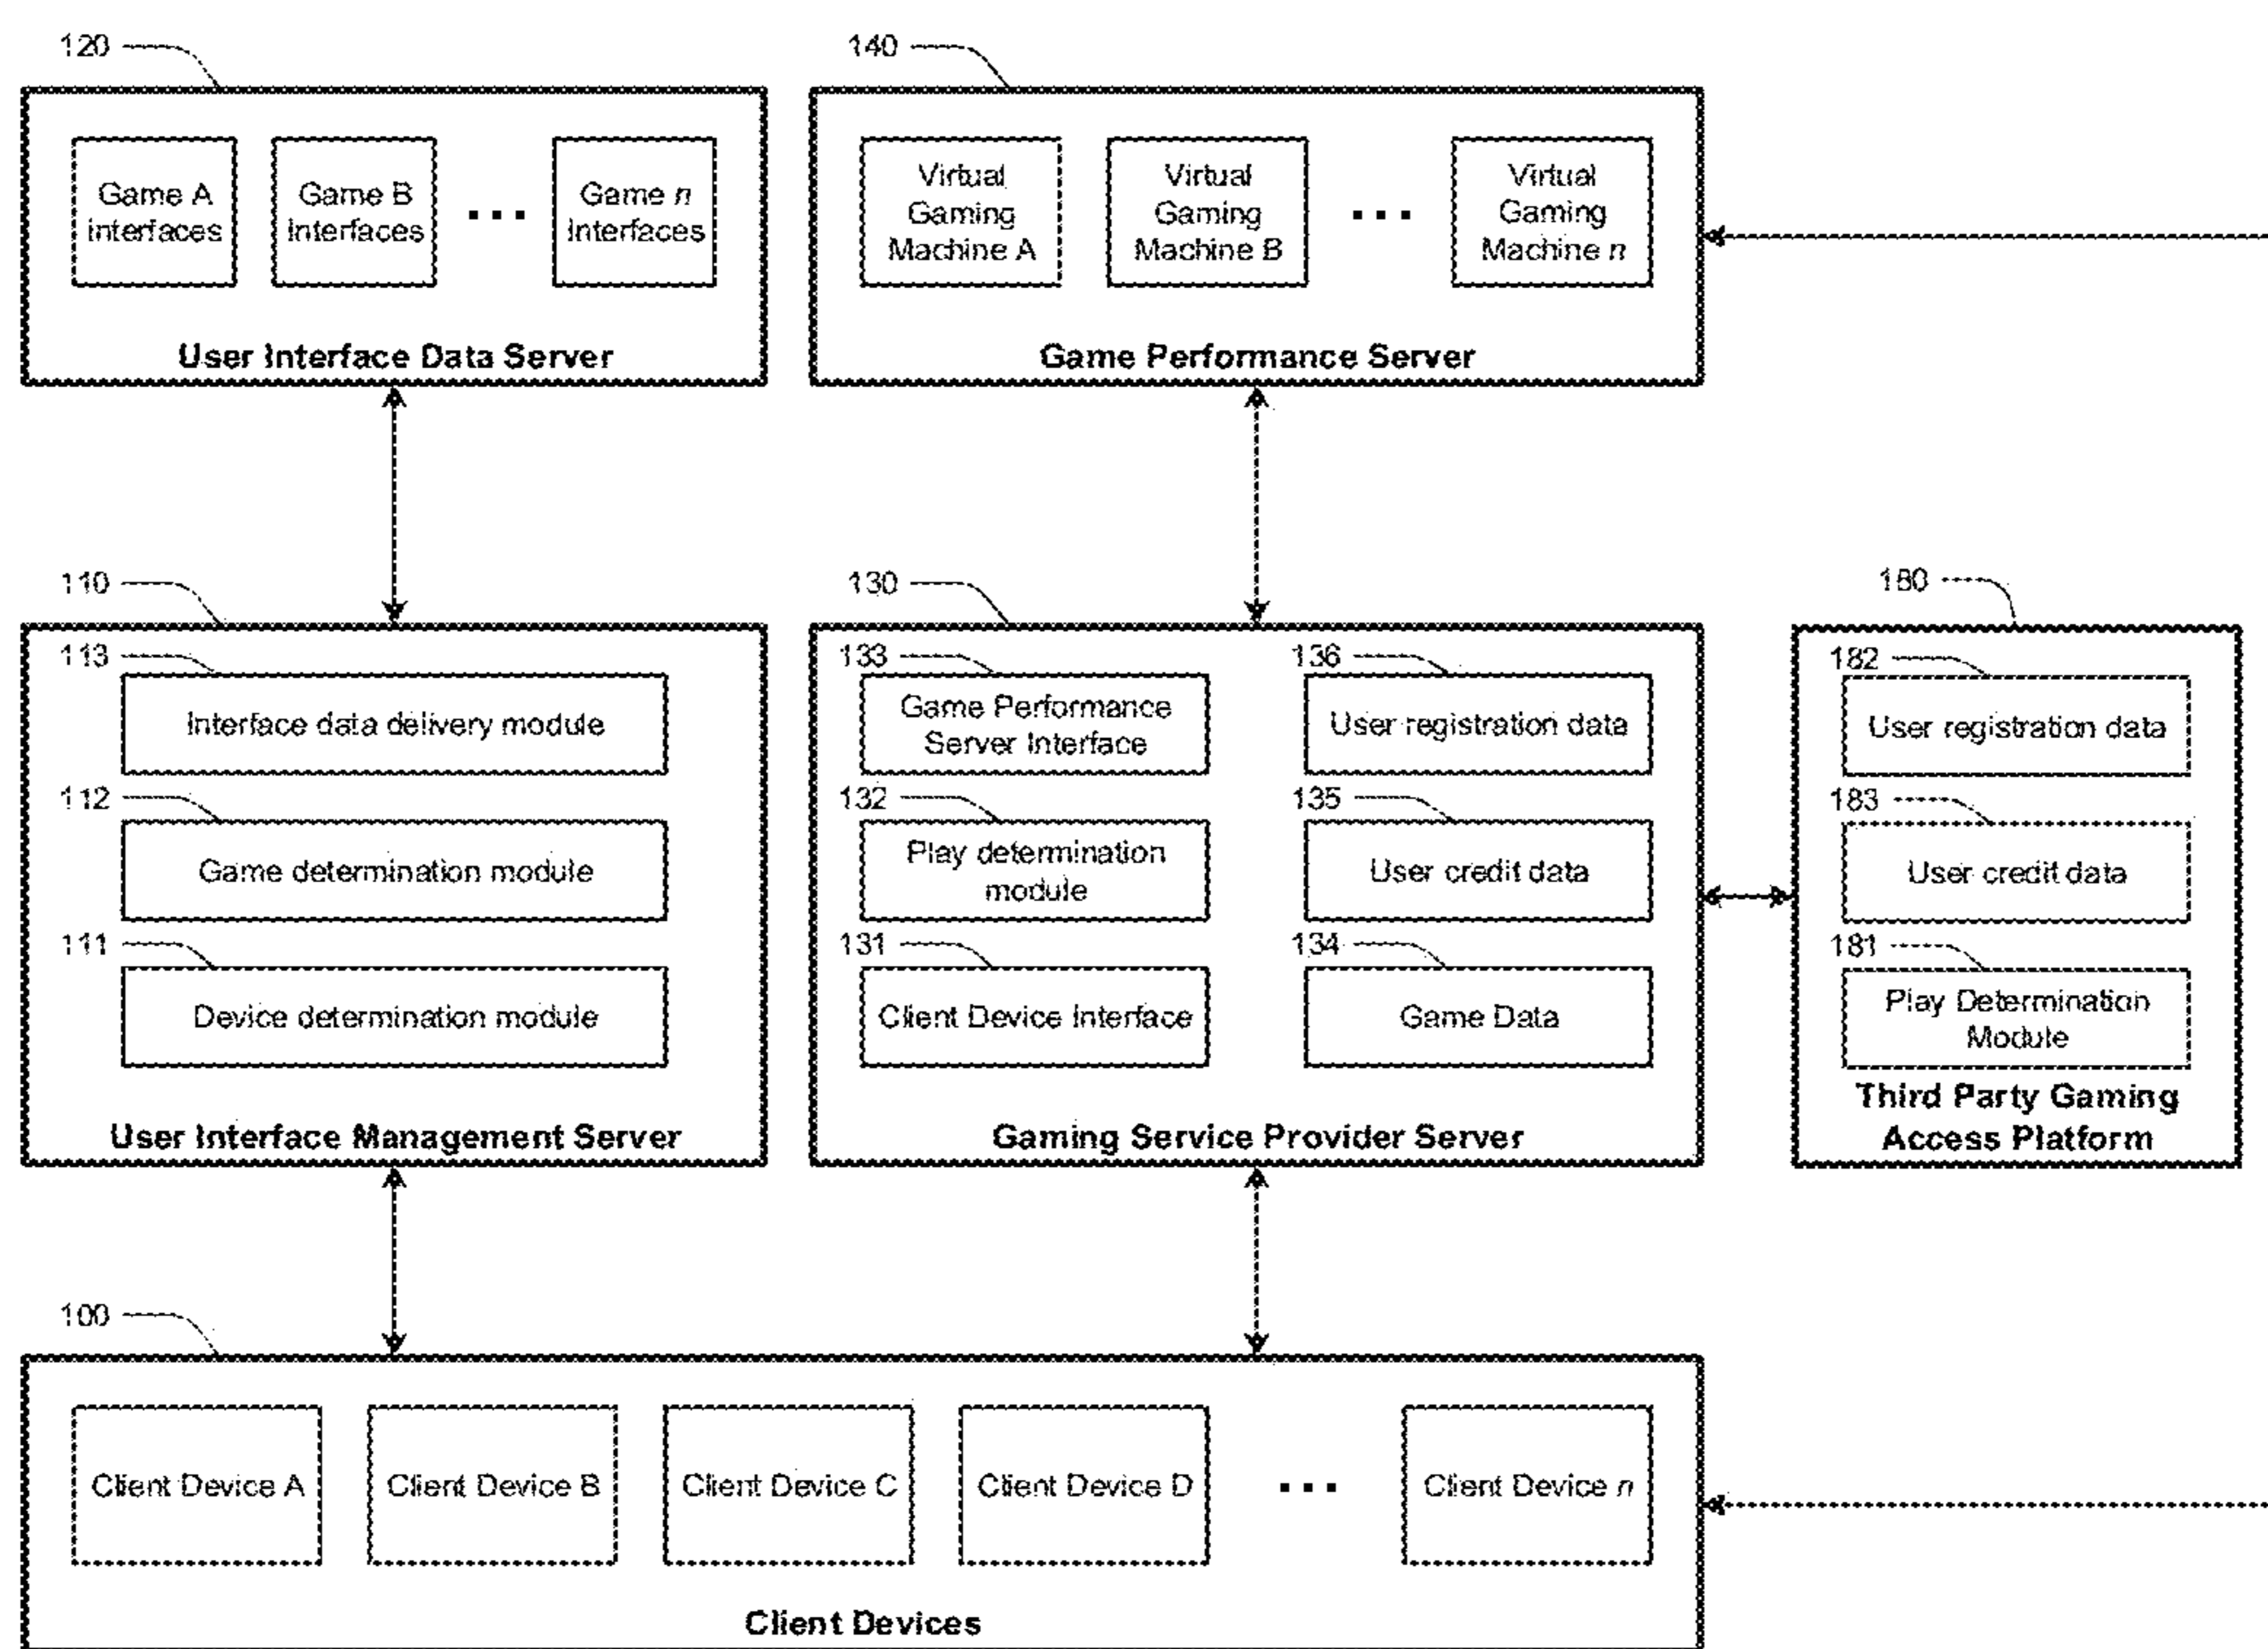 120
140
Game A
interfaces
Game B
Interfaces
...
Game n
Interfaces
Virtual
Gaming
Machine A
Virtual
Gaming
Machine B
...
Virtual
Gaming
Machine n
User Interface Data Server
Game Performance Server
110
130
180
113
Interface data delivery module
112
Game determination module
111
Device determination module
User Interface Management Server
133
Game Performance
Server Interface
132
Play determination
module
131
Client Device Interface
136
User registration data
135
User credit data
134
Game Data
Gaming Service Provider Server
182
User registration data
183
User credit data
181
Play Determination
Module
Third Party Gaming
Access Platform
100
Client Device A
Client Device B
Client Device C
Client Device D
...
Client Device n
Client Devices